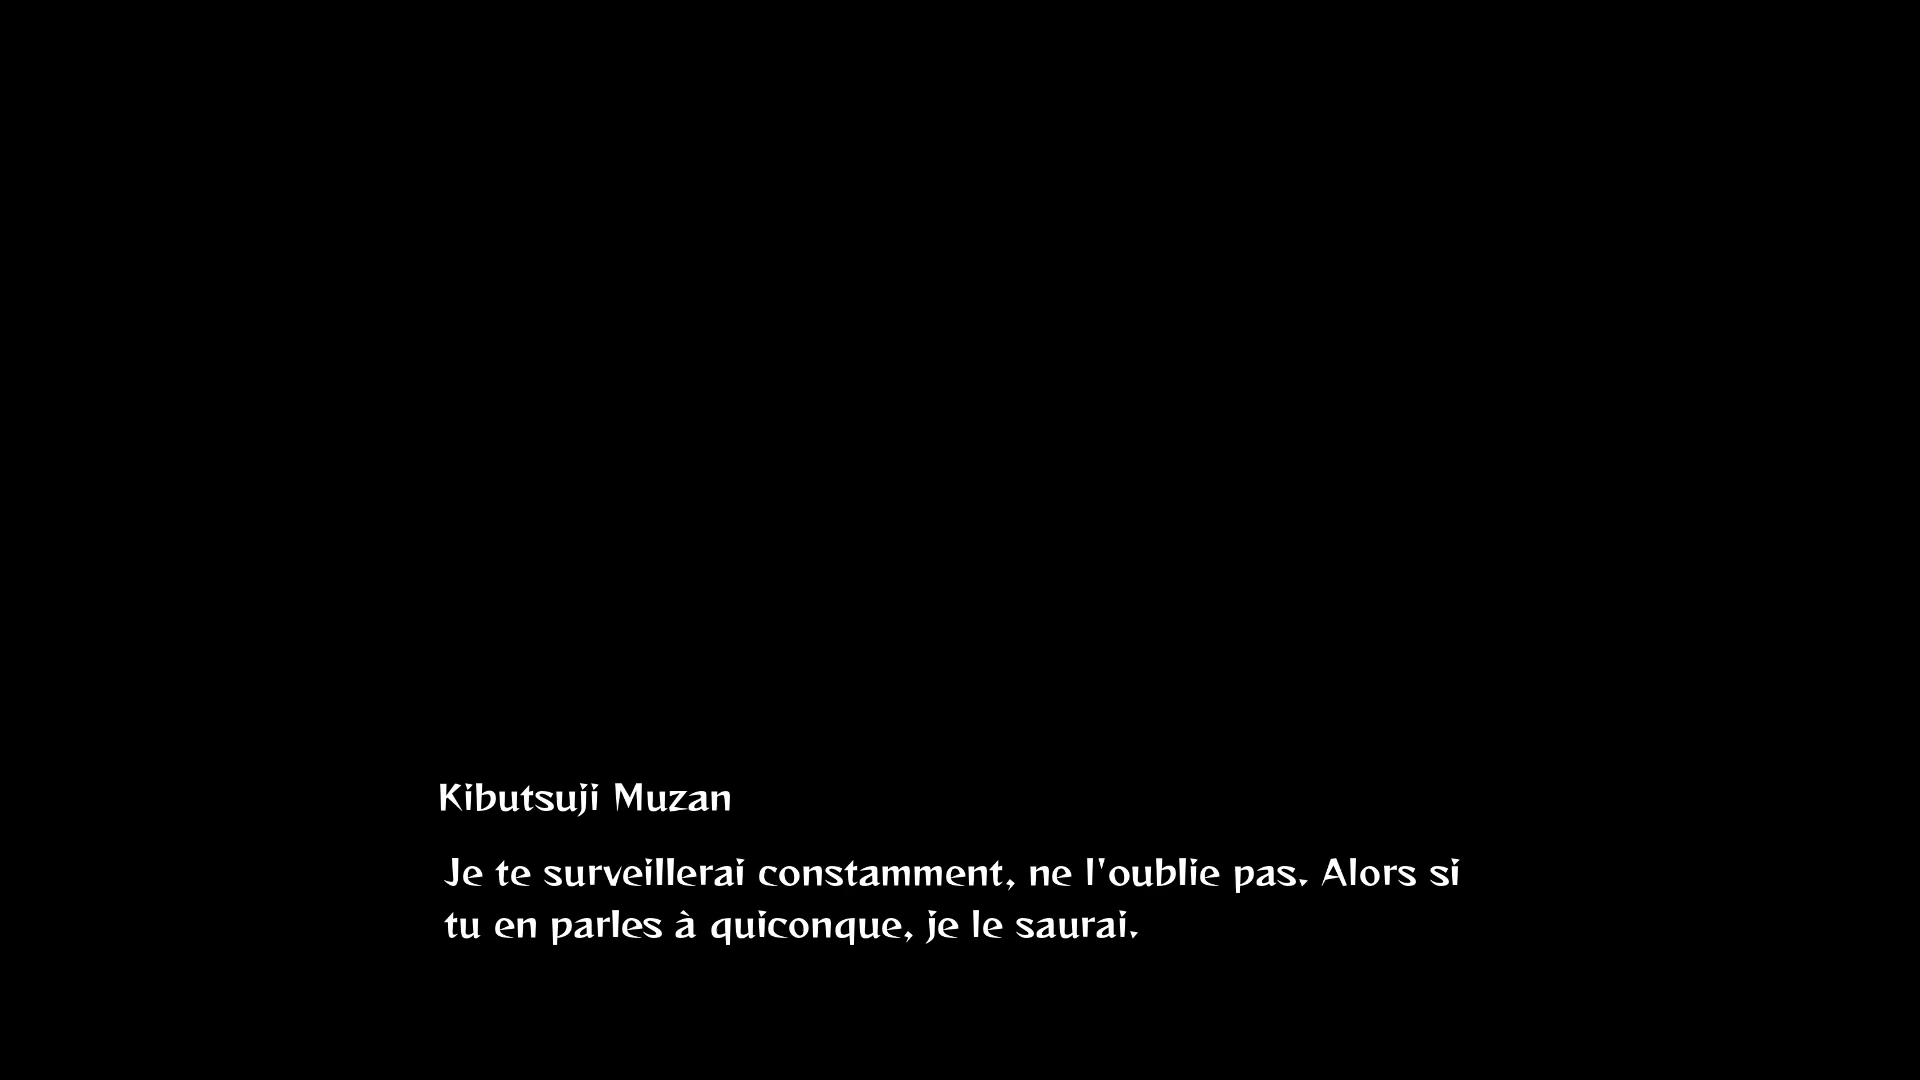 Kibutsuji Muzan
Je te surveillerai constamment, ne l'oublie pas. Alors si
tu en parles à quiconque, je le saurai.